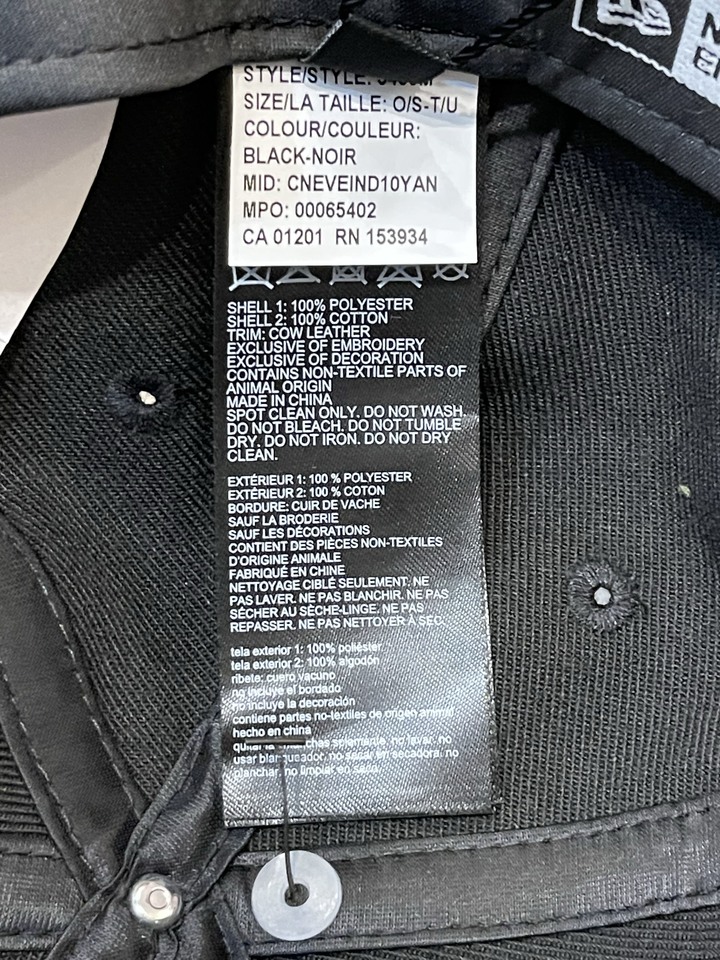 STYLE/STYLE:
SIZE/LA TAILLE: O/S-T/U
COLOUR/COULEUR:
BLACK-NOIR
MID: CNEVEIND10YAN
MPO: 00065402
CA 01201 RN 153934
SHELL 1: 100% POLYESTER
SHELL 2: 100% COTTON
TRIM: COW LEATHER
EXCLUSIVE OF EMBROIDERY
EXCLUSIVE OF DECORATION
CONTAINS NON-TEXTILE PARTS OF
ANIMAL ORIGIN
MADE IN CHINA
SPOT CLEAN ONLY. DO NOT WASH.
DO NOT BLEACH. DO NOT TUMBLE
DRY. DO NOT IRON. DO NOT DRY
CLEAN.
EXTÉRIEUR 1: 100 % POLYESTER
EXTÉRIEUR 2: 100 % COTON
BORDURE: CUIR DE VACHE
SAUF LA BRODERIE
SAUF LES DÉCORATIONS
CONTIENT DES PIÈCES NON-TEXTILES
D'ORIGINE ANIMALE
FABRIQUÉ EN CHINE
NETTOYAGE CIBLÉ SEULEMENT. NE
PAS LAVER. NE PAS BLANCHIR. NE PAS
SÉCHER AU SÈCHE-LINGE. NE PAS
REPASSER. NE PAS NETTOYER À SEC.
tela exterior 1: 100% poliéster
tela exterior 2: 100% algodón
ribete: cuero vacuno
no incluye el bordado
no incluye la decoración
contiene partes no-textiles de origen animal
hecho en china
quitar la solamente. no lavar. no
usar blanqueador. no secar en secadora. no
planchar. no limpiar en seco.